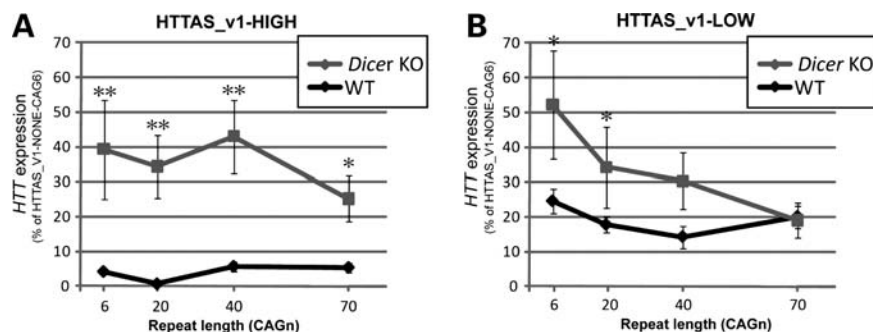 A
HTTAS_v1-HIGH
HTT expression
(% of HTTAS_V1-NONE-CAG6)
70
60
50
40
30
20
10
0
Dicer KO
WT
**
**
**
*
6
20
40
70
Repeat length (CAGn)
B
HTTAS_v1-LOW
HTT expression
(% of HTTAS_V1-NONE-CAG6)
70
60
50
40
30
20
10
0
Dicer KO
WT
*
*
6
20
40
70
Repeat length (CAGn)